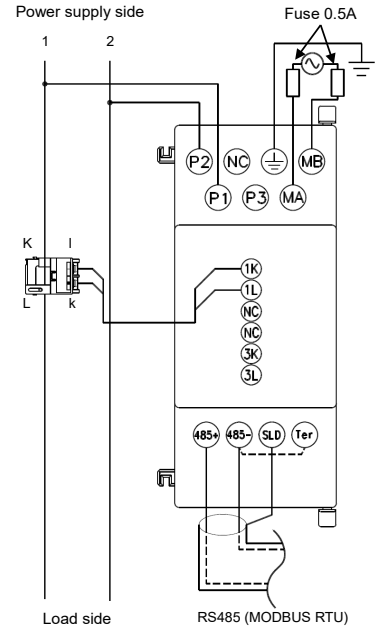 Power supply side
Fuse 0.5A
1 2
P2 NC MB
P1 P3 MA
K l
L k
1K
1L
NC
NC
3K
3L
485+ 485- SLD Ter
Load side
RS485 (MODBUS RTU)